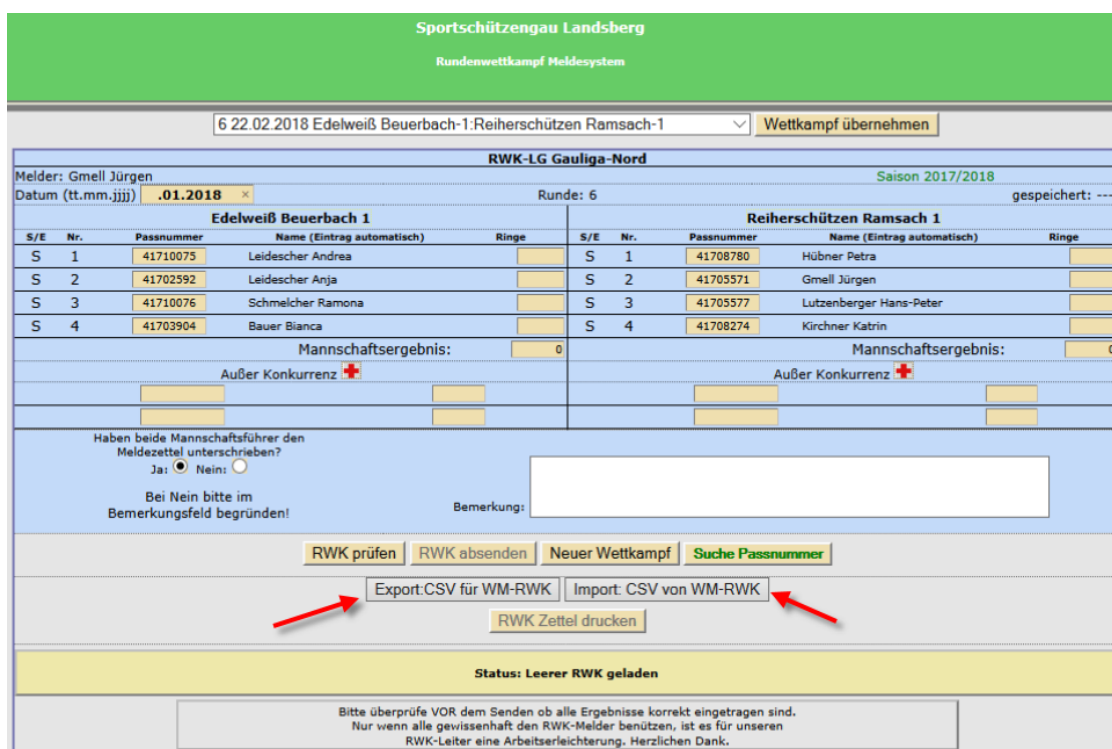 Sportschützengau Landsberg
Rundenwettkampf Meldesystem
6 22.02.2018 Edelweiß Beuerbach-1:Reiherschützen Ramsach-1 Wettkampf übernehmen
RWK-LG Gauliga-Nord
Melder: Gmell Jürgen Saison 2017/2018
Datum (tt.mm.jjjj) .01.2018 × Runde: 6 gespeichert: ---
Edelweiß Beuerbach 1 Reiherschützen Ramsach 1
S/E Nr. Passnummer Name (Eintrag automatisch) Ringe S/E Nr. Passnummer Name (Eintrag automatisch) Ringe
S 1 41710075 Leidescher Andrea S 1 41708780 Hübner Petra
S 2 41702592 Leidescher Anja S 2 41705571 Gmell Jürgen
S 3 41710076 Schmelcher Ramona S 3 41705577 Lutzenberger Hans-Peter
S 4 41703904 Bauer Bianca S 4 41708274 Kirchner Katrin
Mannschaftsergebnis: 0 Mannschaftsergebnis: 0
Außer Konkurrenz Außer Konkurrenz
Haben beide Mannschaftsführer den
Meldezettel unterschrieben?
Ja: Nein:
Bei Nein bitte im
Bemerkungsfeld begründen!
Bemerkung:
RWK prüfen RWK absenden Neuer Wettkampf Suche Passnummer
Export:CSV für WM-RWK Import: CSV von WM-RWK
RWK Zettel drucken
Status: Leerer RWK geladen
Bitte überprüfe VOR dem Senden ob alle Ergebnisse korrekt eingetragen sind.
Nur wenn alle gewissenhaft den RWK-Melder benützen, ist es für unseren
RWK-Leiter eine Arbeitserleichterung. Herzlichen Dank.